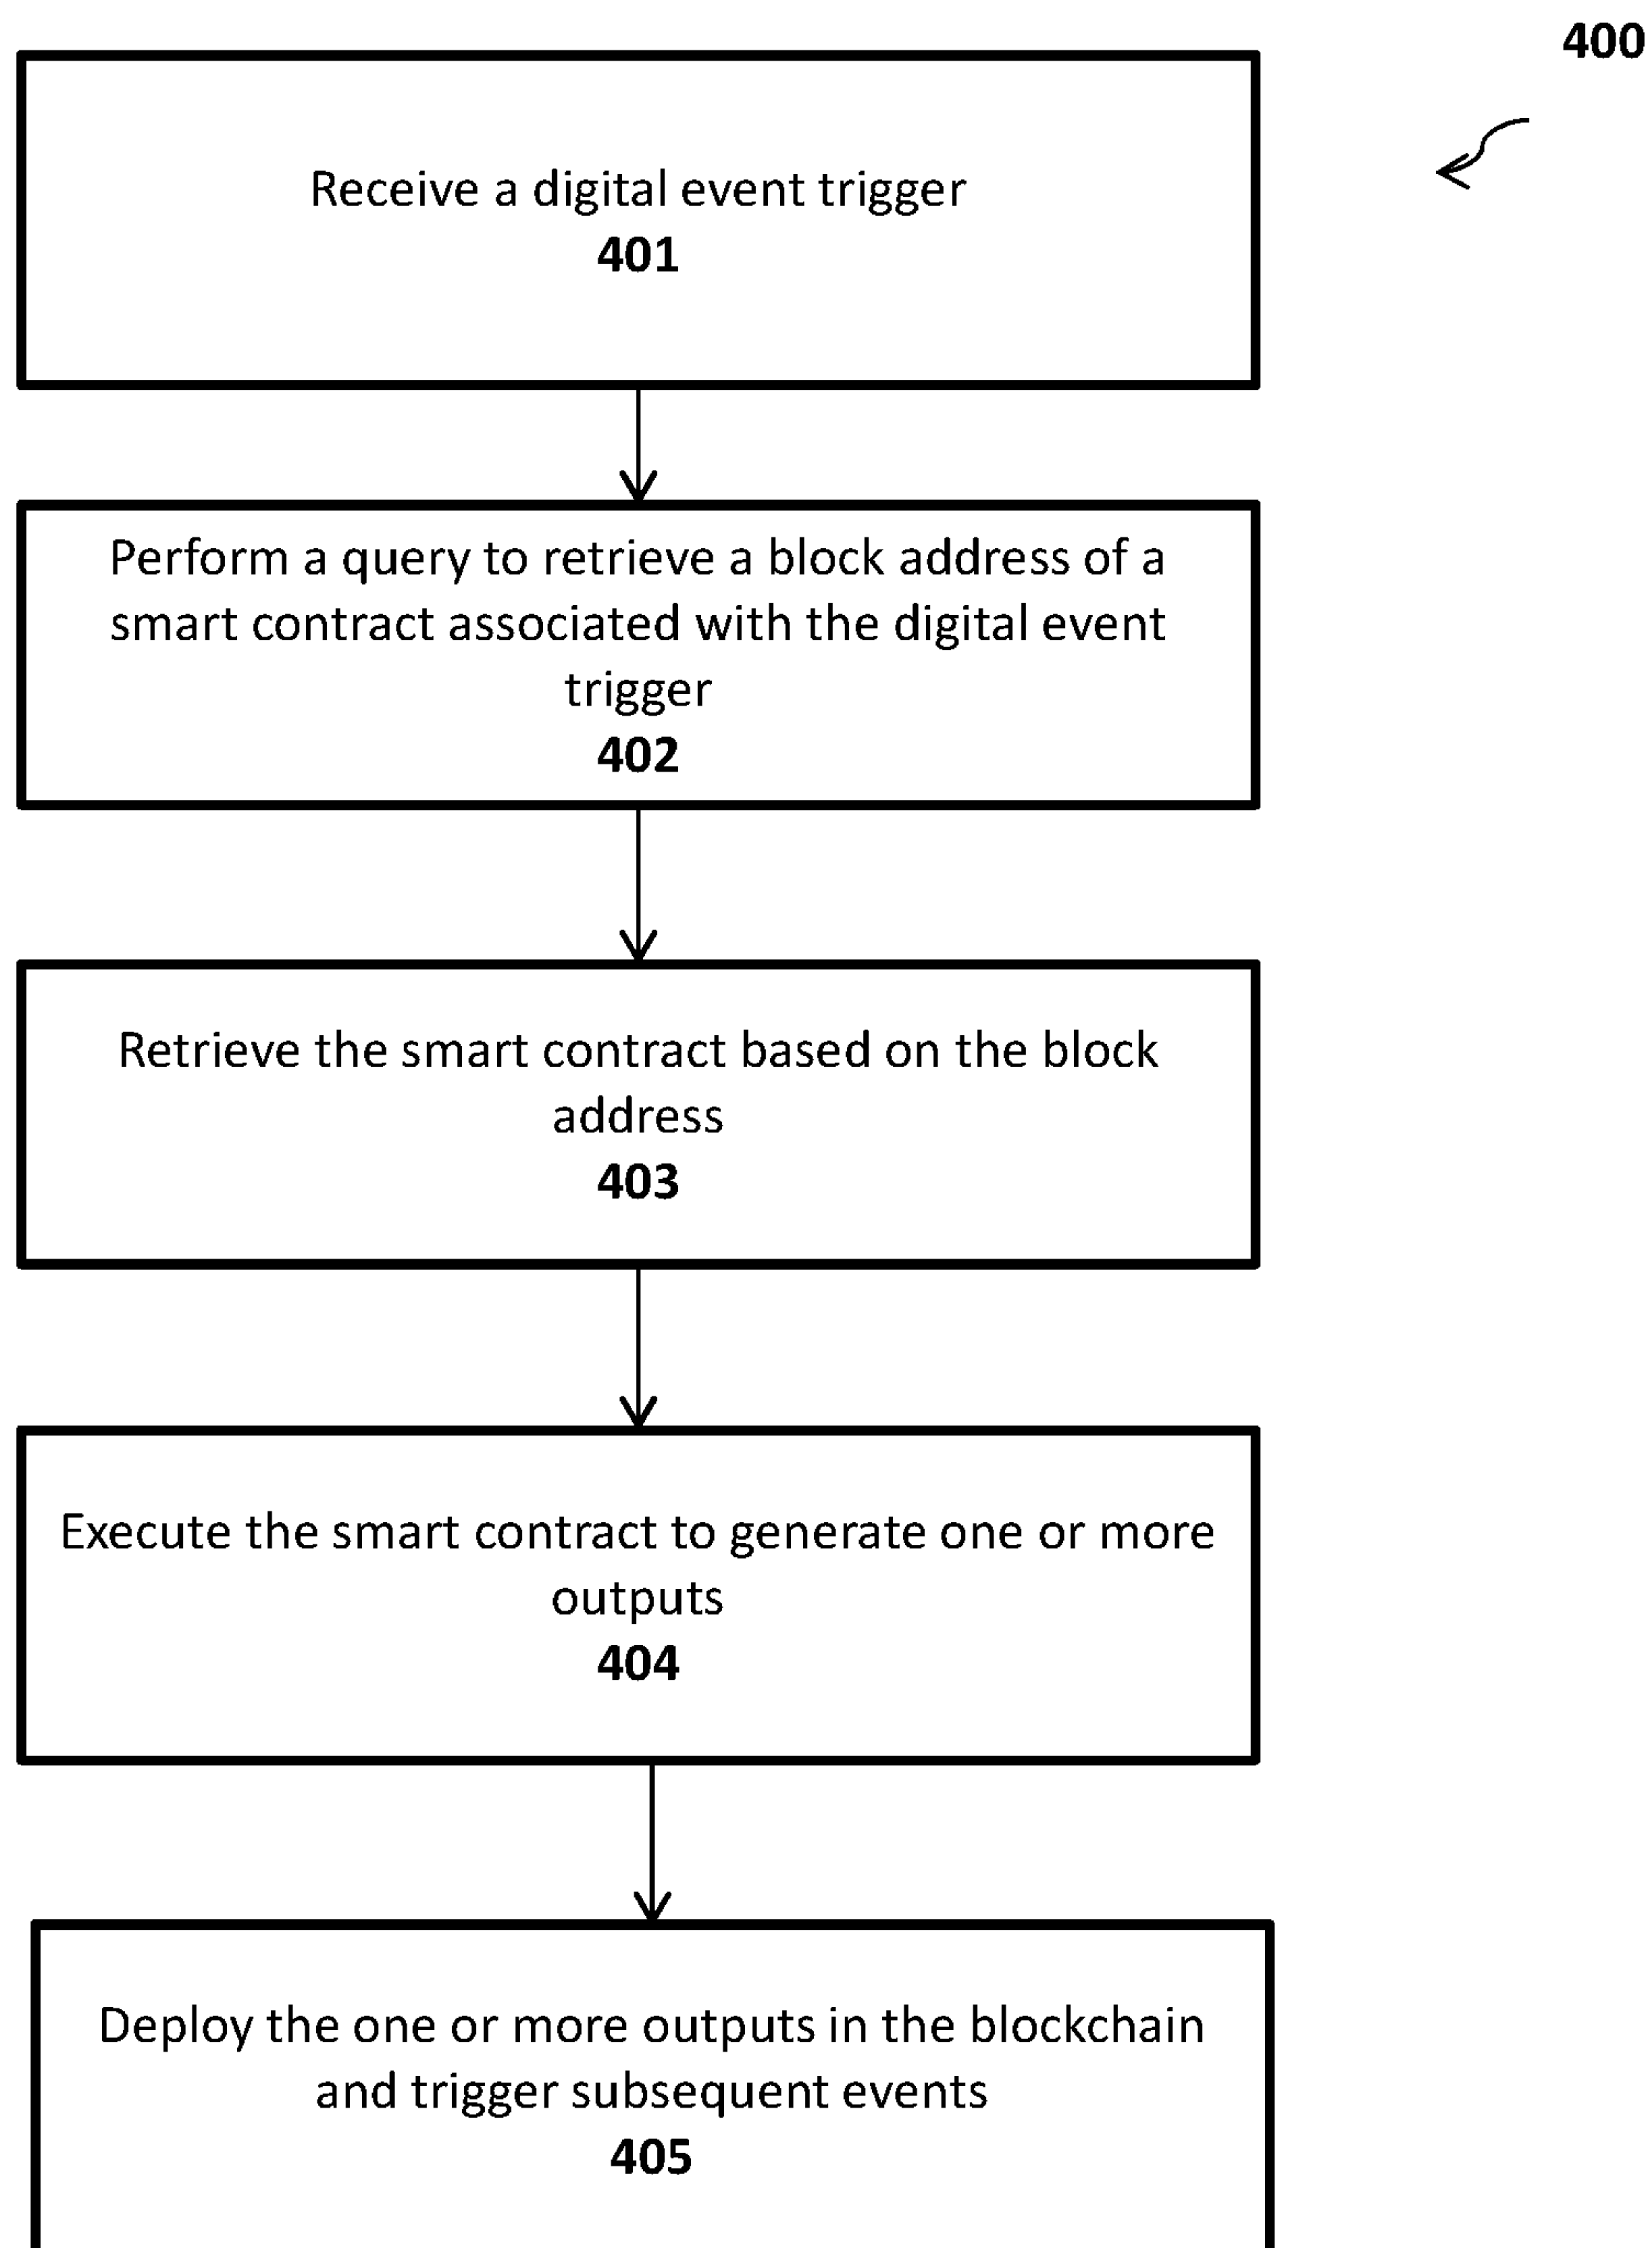 400
Receive a digital event trigger
401
Perform a query to retrieve a block address of a
smart contract associated with the digital event
trigger
402
Retrieve the smart contract based on the block
address
403
Execute the smart contract to generate one or more
outputs
404
Deploy the one or more outputs in the blockchain
and trigger subsequent events
405